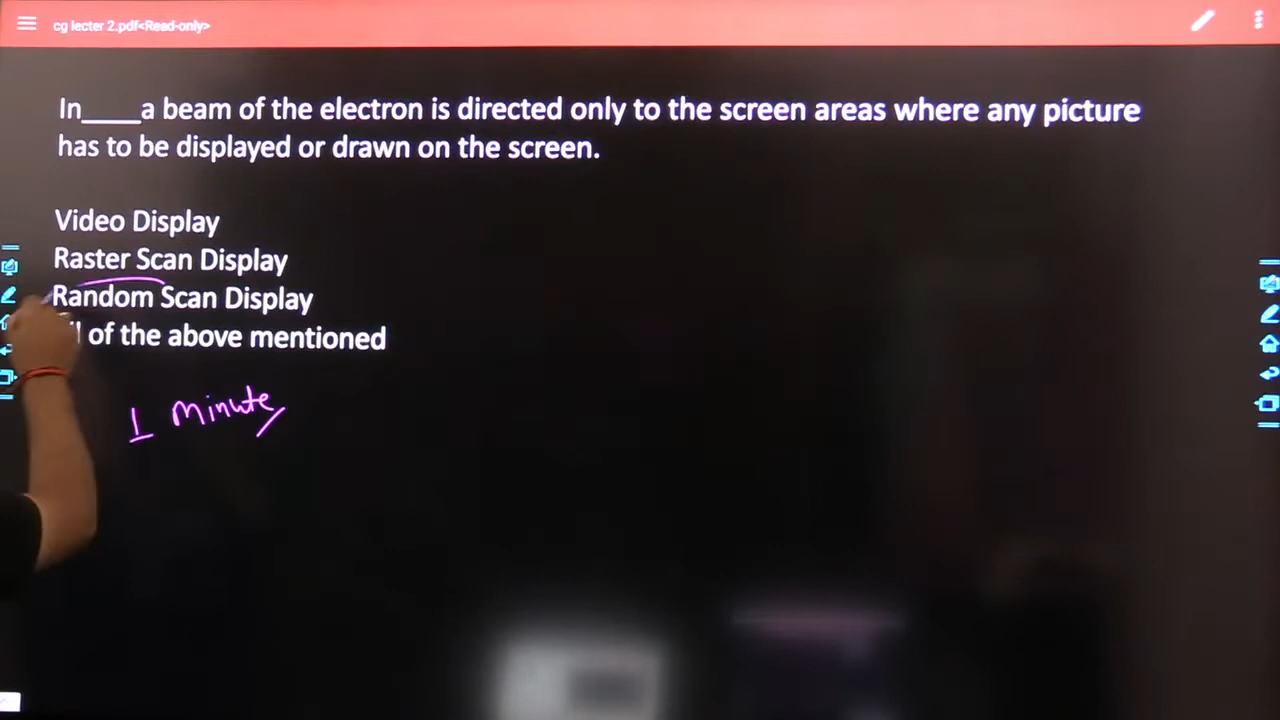 cg lecter 2.pdf<Read-only>
In____a beam of the electron is directed only to the screen areas where any picture
has to be displayed or drawn on the screen.
Video Display
Raster Scan Display
Random Scan Display
of the above mentioned
1 Minute